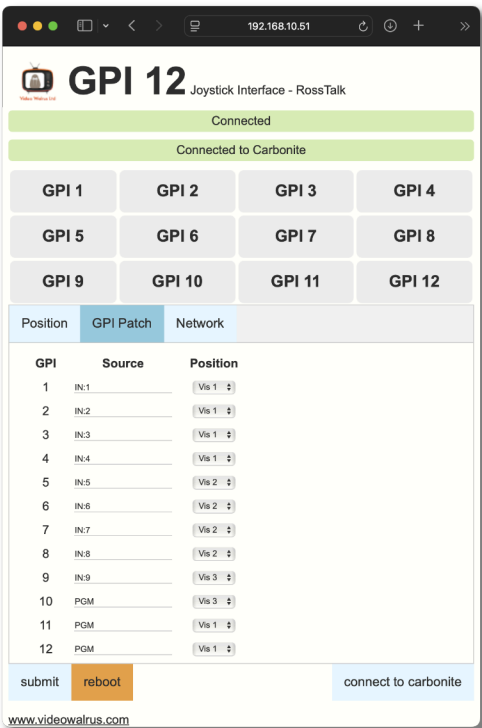 192.168.10.51
Video Walrus Ltd
GPI 12 Joystick Interface - RossTalk
Connected
Connected to Carbonite
GPI 1 GPI 2 GPI 3 GPI 4
GPI 5 GPI 6 GPI 7 GPI 8
GPI 9 GPI 10 GPI 11 GPI 12
Position GPI Patch Network
GPI Source Position
1 IN:1 Vis 1
2 IN:2 Vis 1
3 IN:3 Vis 1
4 IN:4 Vis 1
5 IN:5 Vis 2
6 IN:6 Vis 2
7 IN:7 Vis 2
8 IN:8 Vis 2
9 IN:9 Vis 3
10 PGM Vis 3
11 PGM Vis 1
12 PGM Vis 1
submit reboot connect to carbonite
www.videowalrus.com